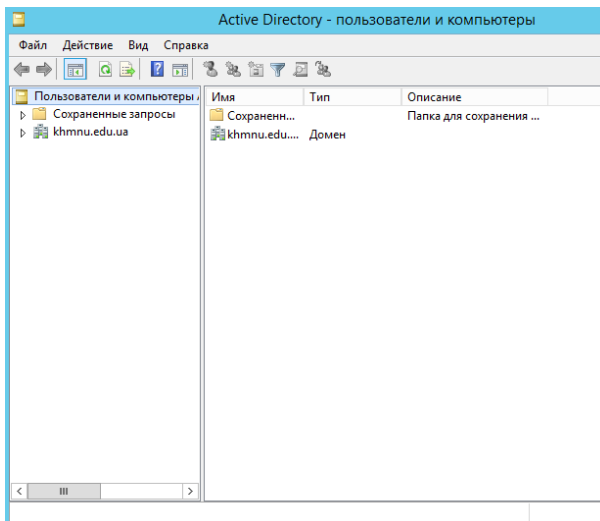 Active Directory - пользователи и компьютеры
Файл Действие Вид Справка
Пользователи и компьютеры
Сохраненные запросы
khmnu.edu.ua
Имя Тип Описание
Сохраненн... Папка для сохранения ...
khmnu.edu.... Домен